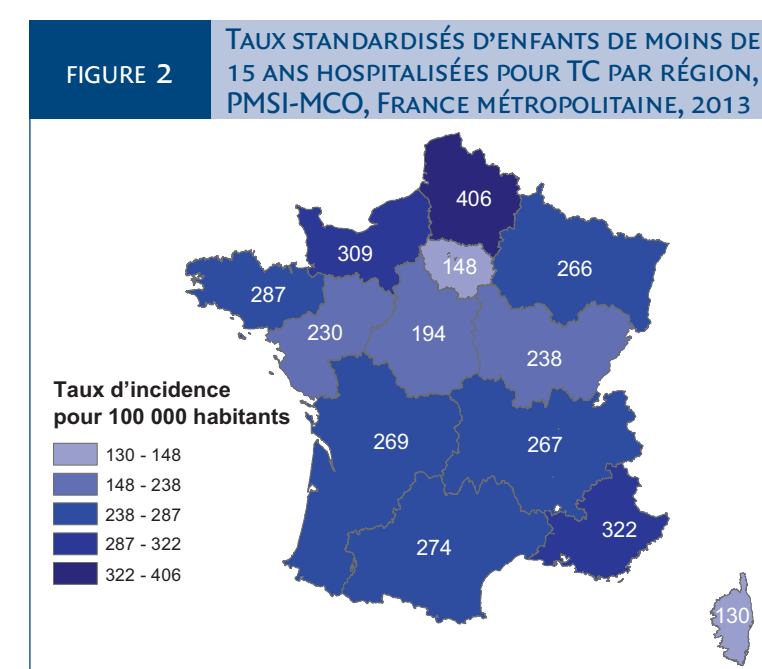 FIGURE 2
TAUX STANDARDISÉS D'ENFANTS DE MOINS DE
15 ANS HOSPITALISÉES POUR TC PAR RÉGION,
PMSI-MCO, FRANCE MÉTROPOLITAINE, 2013
406
309
148
266
287
230
194
238
Taux d'incidence
pour 100 000 habitants
130 - 148
148 - 238
238 - 287
287 - 322
322 - 406
269
267
322
274
130